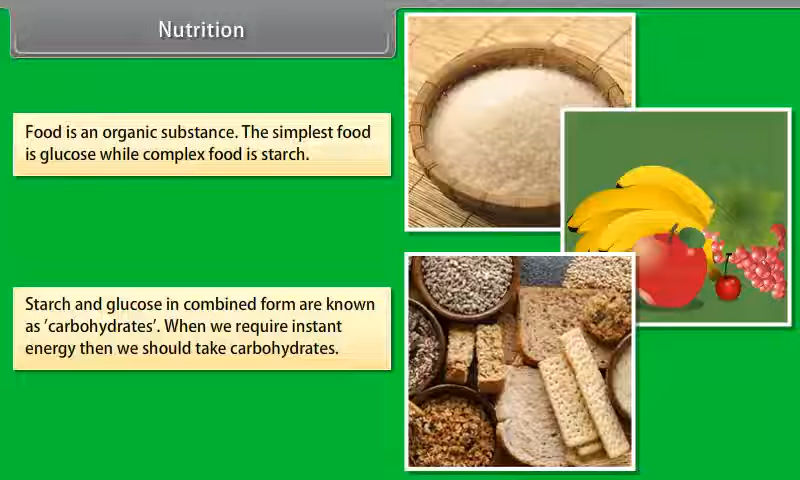 Nutrition
Food is an organic substance. The simplest food
is glucose while complex food is starch.
Starch and glucose in combined form are known
as ‘carbohydrates’. When we require instant
energy then we should take carbohydrates.